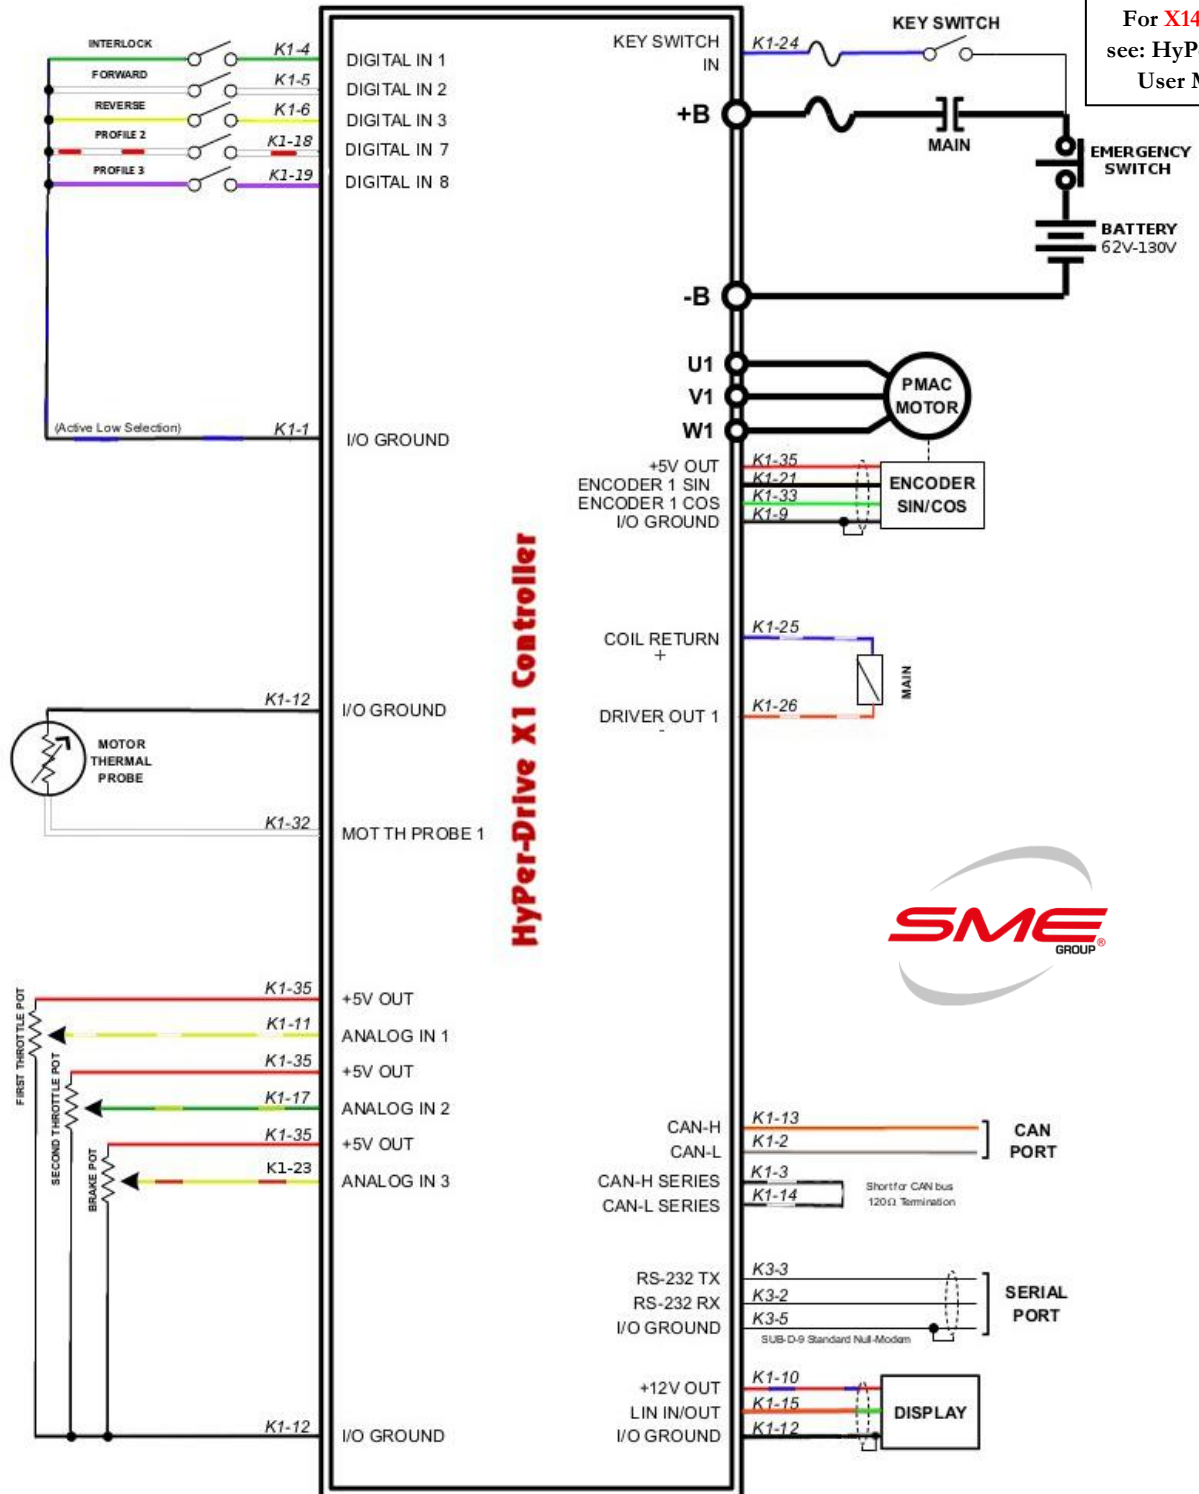 For X14
see: HyP
User M
KEY SWITCH
INTERLOCK
K1-4
DIGITAL IN 1
FORWARD
K1-5
DIGITAL IN 2
REVERSE
K1-6
DIGITAL IN 3
PROFILE 2
K1-18
DIGITAL IN 7
PROFILE 3
K1-19
DIGITAL IN 8
(Active Low Selection)
K1-1
I/O GROUND
K1-12
I/O GROUND
MOTOR
THERMAL
PROBE
K1-32
MOT TH PROBE 1
FIRST THROTTLE POT
K1-35
+5V OUT
K1-11
ANALOG IN 1
SECOND THROTTLE POT
K1-35
+5V OUT
K1-17
ANALOG IN 2
BRAKE POT
K1-35
+5V OUT
K1-23
ANALOG IN 3
K1-12
I/O GROUND
HyPer-Drive X1 Controller
KEY SWITCH
IN
K1-24
+B
MAIN
EMERGENCY
SWITCH
BATTERY
62V-130V
-B
U1
V1
W1
PMAC
MOTOR
+5V OUT
K1-35
ENCODER 1 SIN
K1-21
ENCODER 1 COS
K1-33
I/O GROUND
K1-9
ENCODER
SIN/COS
COIL RETURN
+
K1-25
MAIN
DRIVER OUT 1
-
K1-26
SME
GROUP®
CAN-H
K1-13
CAN-L
K1-2
CAN
PORT
CAN-H SERIES
K1-3
CAN-L SERIES
K1-14
Short for CAN bus
120Ω Termination
RS-232 TX
K3-3
RS-232 RX
K3-2
I/O GROUND
K3-5
SUB-D-9 Standard Null-Modem
SERIAL
PORT
+12V OUT
K1-10
LIN IN/OUT
K1-15
I/O GROUND
K1-12
DISPLAY